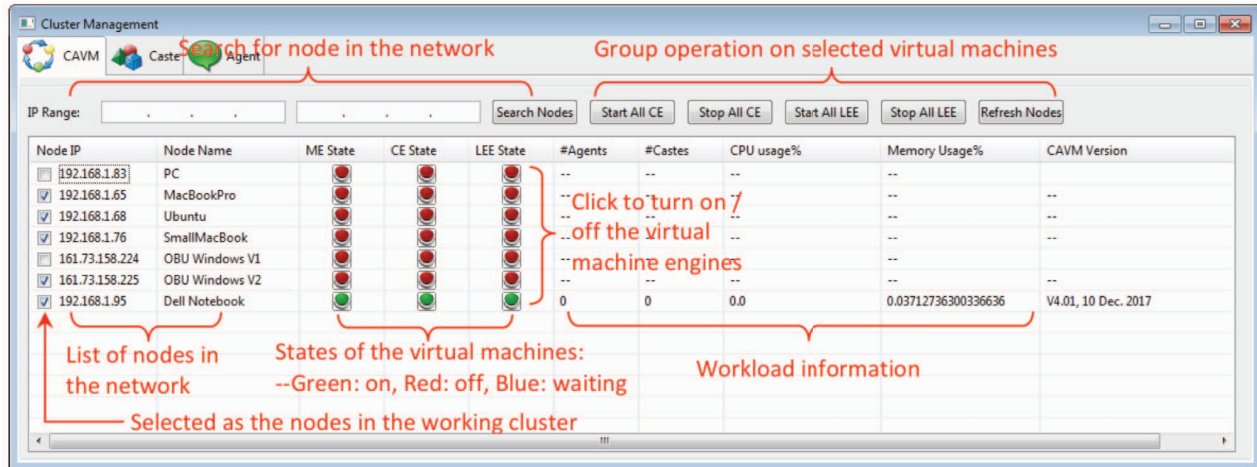 Cluster Management
CAVM Caste Agent
Search for node in the network
Group operation on selected virtual machines
IP Range: . . . . . . Search Nodes Start All CE Stop All CE Start All LEE Stop All LEE Refresh Nodes
Node IP Node Name ME State CE State LEE State #Agents #Castes CPU usage% Memory Usage% CAVM Version
192.168.1.83 PC -- -- -- --
192.168.1.65 MacBookPro -- -- -- -- --
192.168.1.68 Ubuntu -- -- -- -- --
192.168.1.76 SmallMacBook -- -- -- -- --
161.73.158.224 OBU Windows V1 -- -- -- --
161.73.158.225 OBU Windows V2 -- -- -- -- --
192.168.1.95 Dell Notebook 0 0 0.0 0.03712736300336636 V4.01, 10 Dec. 2017
Click to turn on /
off the virtual
machine engines
List of nodes in
the network
States of the virtual machines:
--Green: on, Red: off, Blue: waiting
Workload information
Selected as the nodes in the working cluster